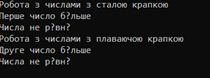 Робота з числами з сталою крапкою
Перше число б?льше
Числа не р?вн?
Робота з числами з плаваючою крапкою
Друге число б?льше
Числа не р?вн?